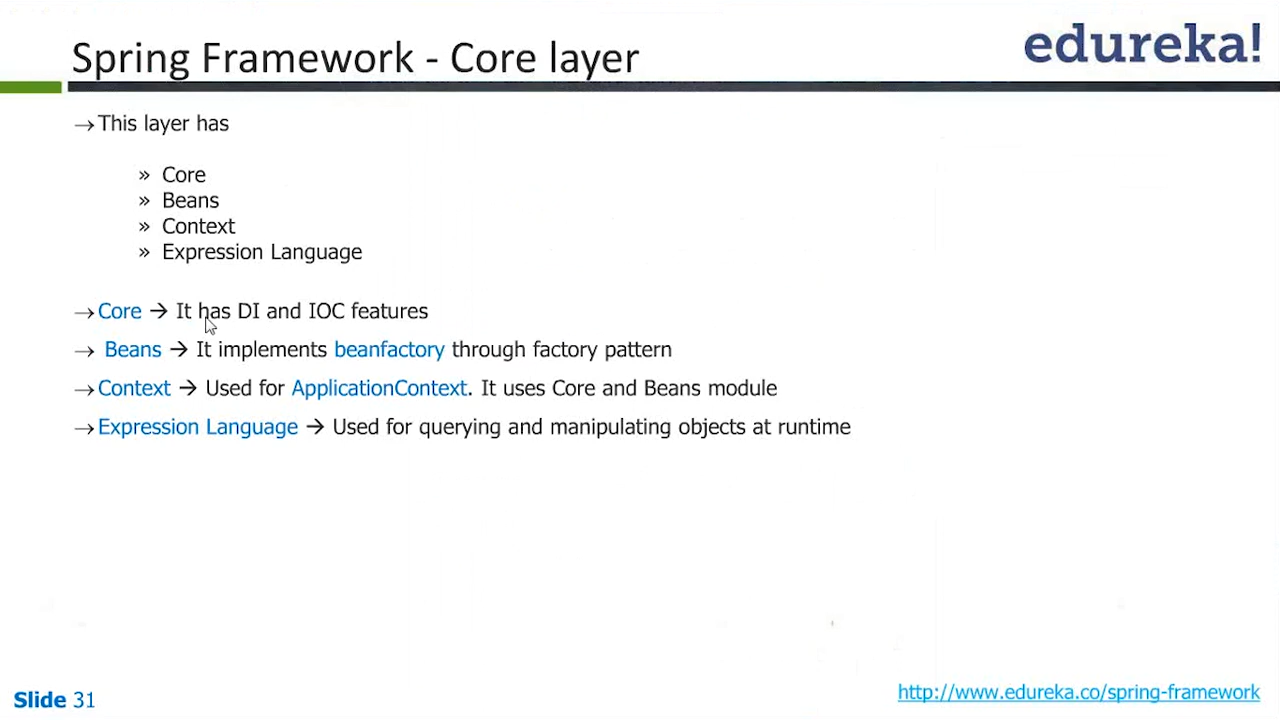 Spring Framework - Core layer
edureka!
→This layer has
» Core
» Beans
» Context
» Expression Language
→Core → It has DI and IOC features
→ Beans → It implements beanfactory through factory pattern
→Context → Used for ApplicationContext. It uses Core and Beans module
→Expression Language → Used for querying and manipulating objects at runtime
Slide 31
http://www.edureka.co/spring-framework